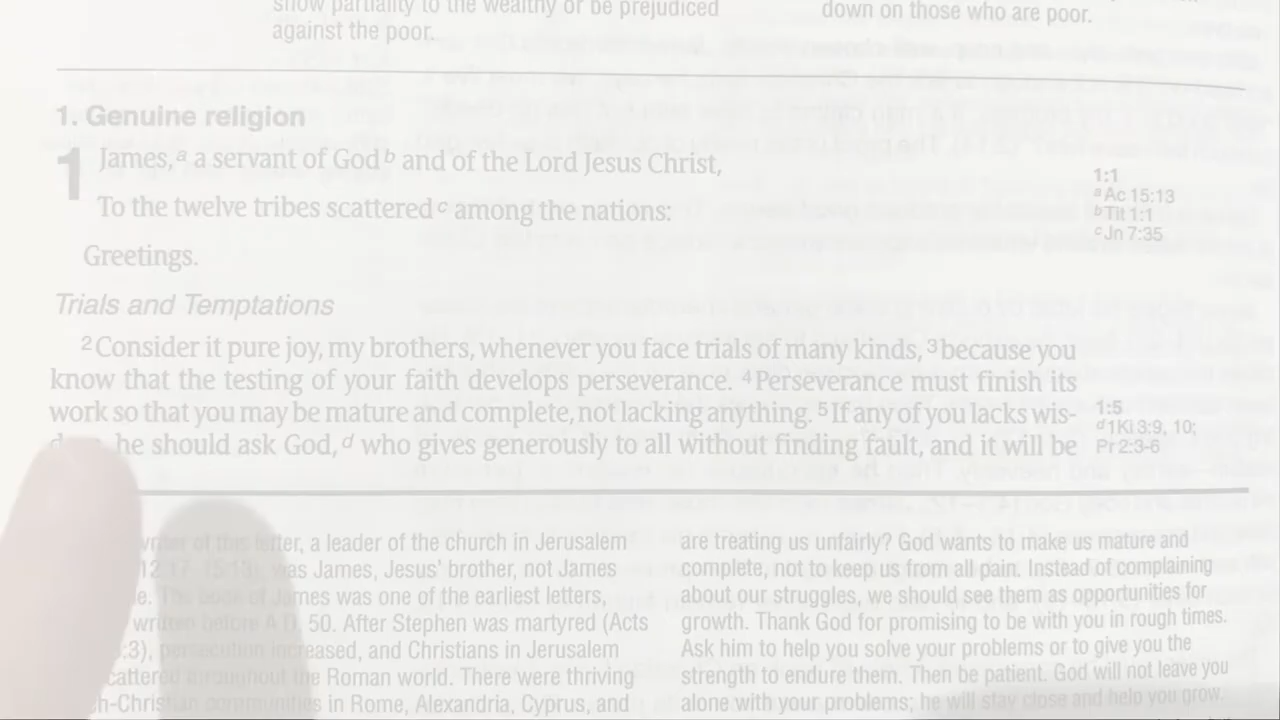 show partiality to the wealthy or be prejudiced
against the poor.
down on those who are poor.
1. Genuine religion
1 James,a a servant of Godb and of the Lord Jesus Christ,
To the twelve tribes scatteredc among the nations:
Greetings.
1:1
a Ac 15:13
b Tit 1:1
c Jn 7:35
Trials and Temptations
2 Consider it pure joy, my brothers, whenever you face trials of many kinds, 3 because you
know that the testing of your faith develops perseverance. 4 Perseverance must finish its
work so that you may be mature and complete, not lacking anything. 5 If any of you lacks wis-
he should ask God,d who gives generously to all without finding fault, and it will be
1:5
d 1Ki 3:9, 10;
Pr 2:3-6
writer of this letter, a leader of the church in Jerusalem
12:17; 15:13), was James, Jesus' brother, not James
The book of James was one of the earliest letters,
written before A.D. 50. After Stephen was martyred (Acts
:3), persecution increased, and Christians in Jerusalem
scattered throughout the Roman world. There were thriving
h-Christian communities in Rome, Alexandria, Cyprus, and
are treating us unfairly? God wants to make us mature and
complete, not to keep us from all pain. Instead of complaining
about our struggles, we should see them as opportunities for
growth. Thank God for promising to be with you in rough times.
Ask him to help you solve your problems or to give you the
strength to endure them. Then be patient. God will not leave you
alone with your problems; he will stay close and help you grow.